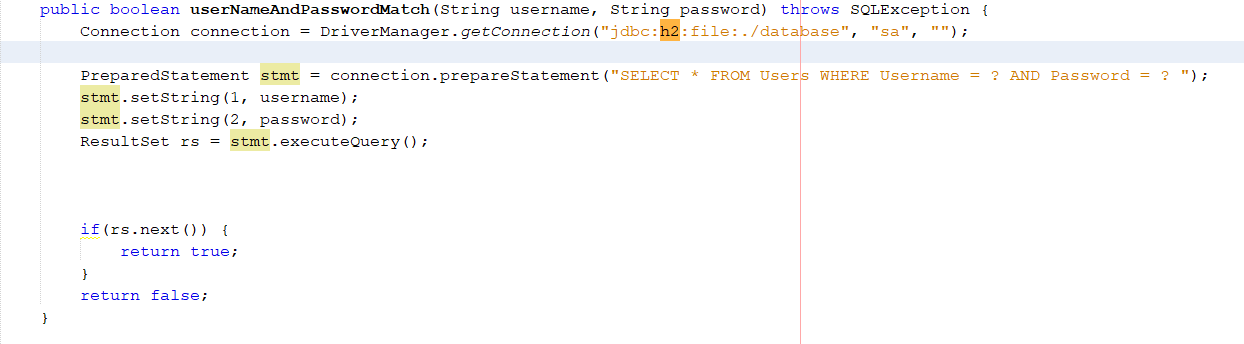 public boolean userNameAndPasswordMatch(String username, String password) throws SQLException {
Connection connection = DriverManager.getConnection("jdbc:h2:file:./database", "sa", "");
PreparedStatement stmt = connection.prepareStatement("SELECT * FROM Users WHERE Username = ? AND Password = ? ");
stmt.setString(1, username);
stmt.setString(2, password);
ResultSet rs = stmt.executeQuery();
if(rs.next()) {
return true;
}
return false;
}